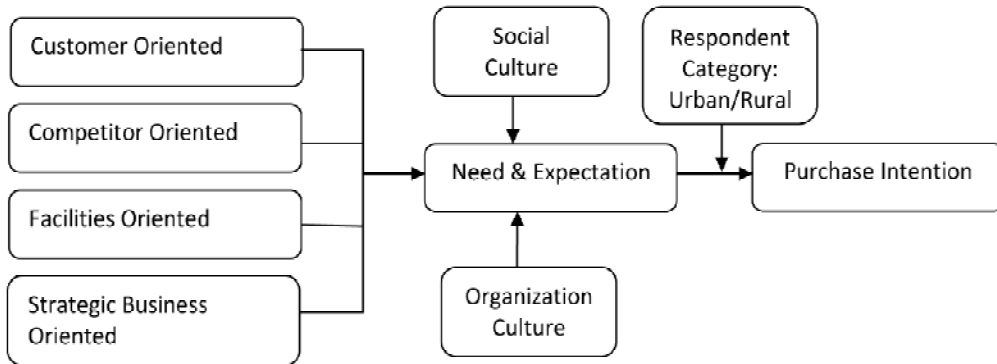 Customer Oriented
Competitor Oriented
Facilities Oriented
Strategic Business
Oriented
Social
Culture
Need & Expectation
Organization
Culture
Respondent
Category:
Urban/Rural
Purchase Intention